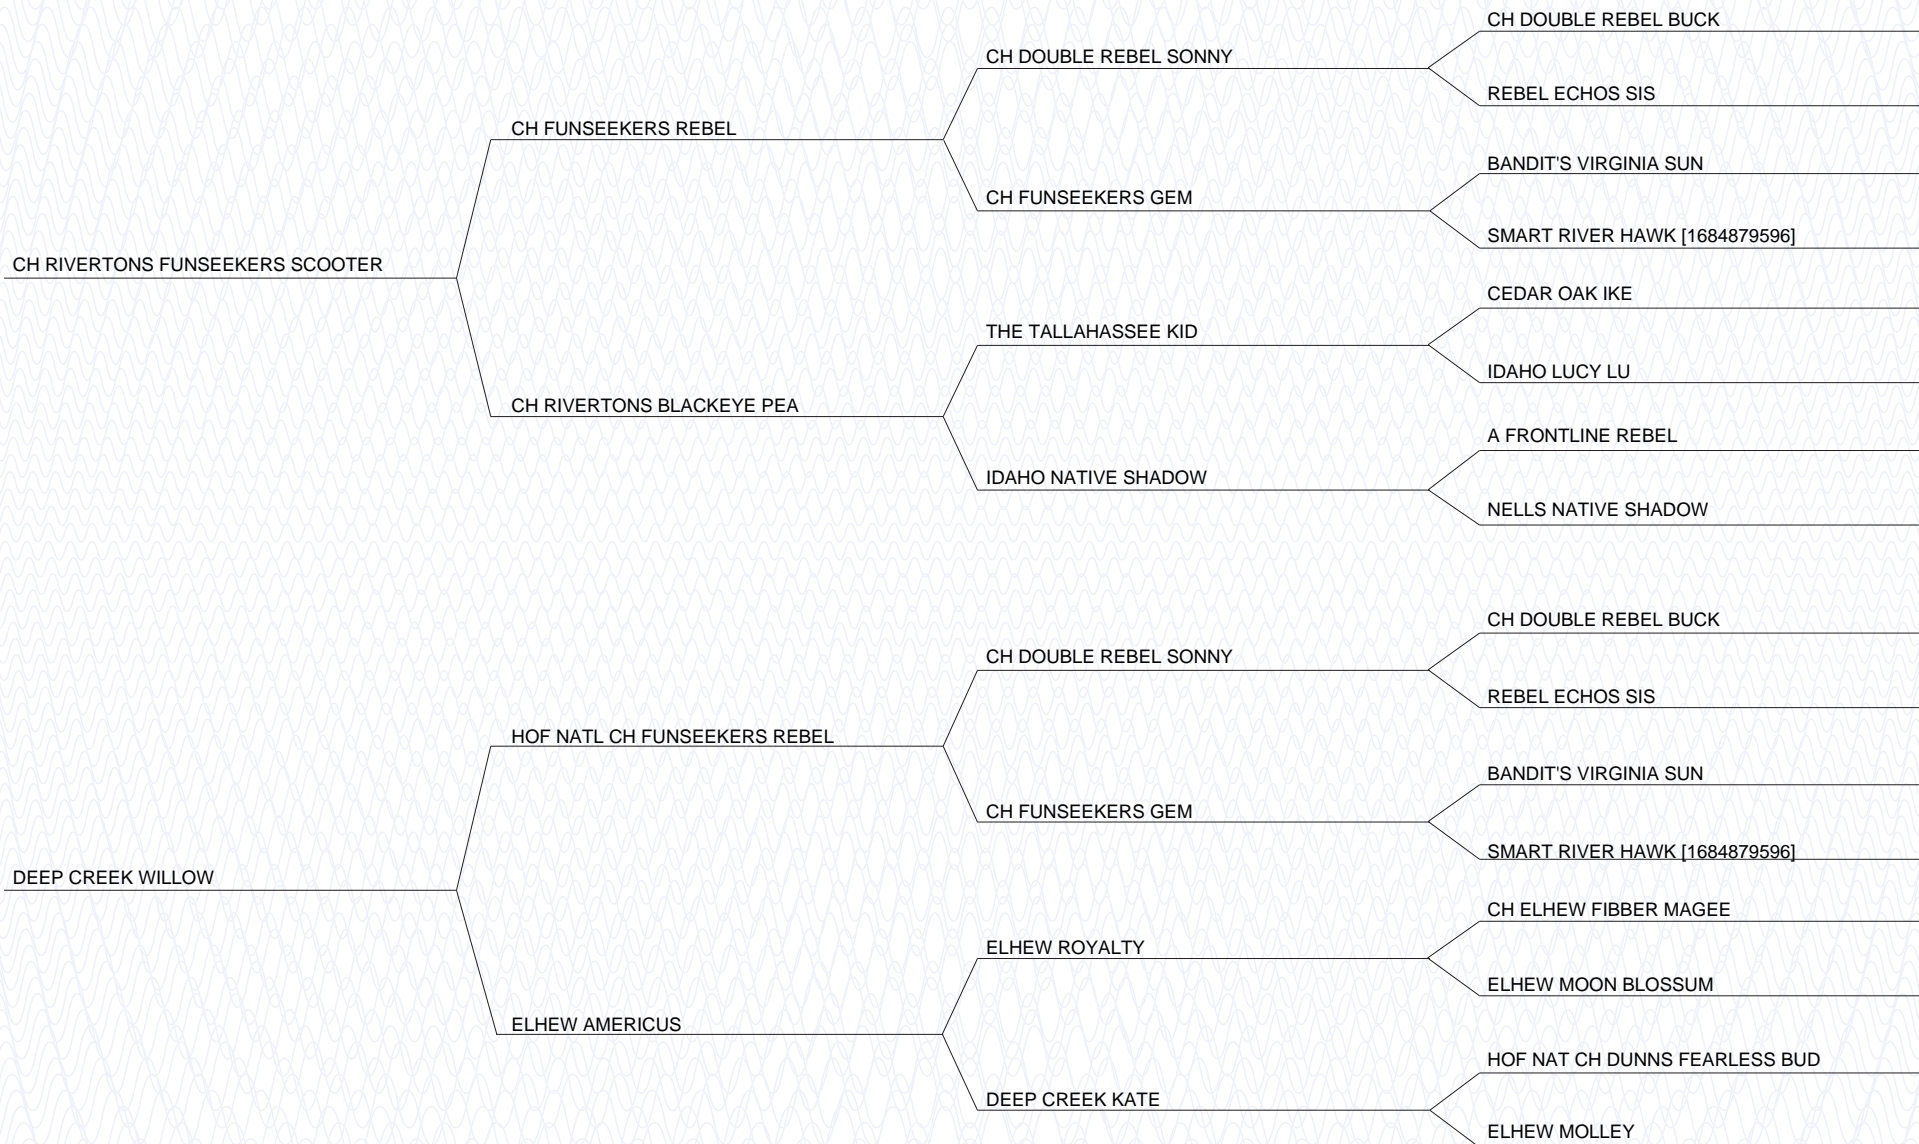 CH DOUBLE REBEL BUCK
CH DOUBLE REBEL SONNY
REBEL ECHOS SIS
CH FUNSEEKERS REBEL
BANDIT'S VIRGINIA SUN
CH FUNSEEKERS GEM
SMART RIVER HAWK [1684879596]
CH RIVERTONS FUNSEEKERS SCOOTER
CEDAR OAK IKE
THE TALLAHASSEE KID
IDAHO LUCY LU
CH RIVERTONS BLACKEYE PEA
A FRONTLINE REBEL
IDAHO NATIVE SHADOW
NELLS NATIVE SHADOW
CH DOUBLE REBEL BUCK
CH DOUBLE REBEL SONNY
REBEL ECHOS SIS
HOF NATL CH FUNSEEKERS REBEL
BANDIT'S VIRGINIA SUN
CH FUNSEEKERS GEM
SMART RIVER HAWK [1684879596]
DEEP CREEK WILLOW
CH ELHEW FIBBER MAGEE
ELHEW ROYALTY
ELHEW MOON BLOSSUM
ELHEW AMERICUS
HOF NAT CH DUNNS FEARLESS BUD
DEEP CREEK KATE
ELHEW MOLLEY